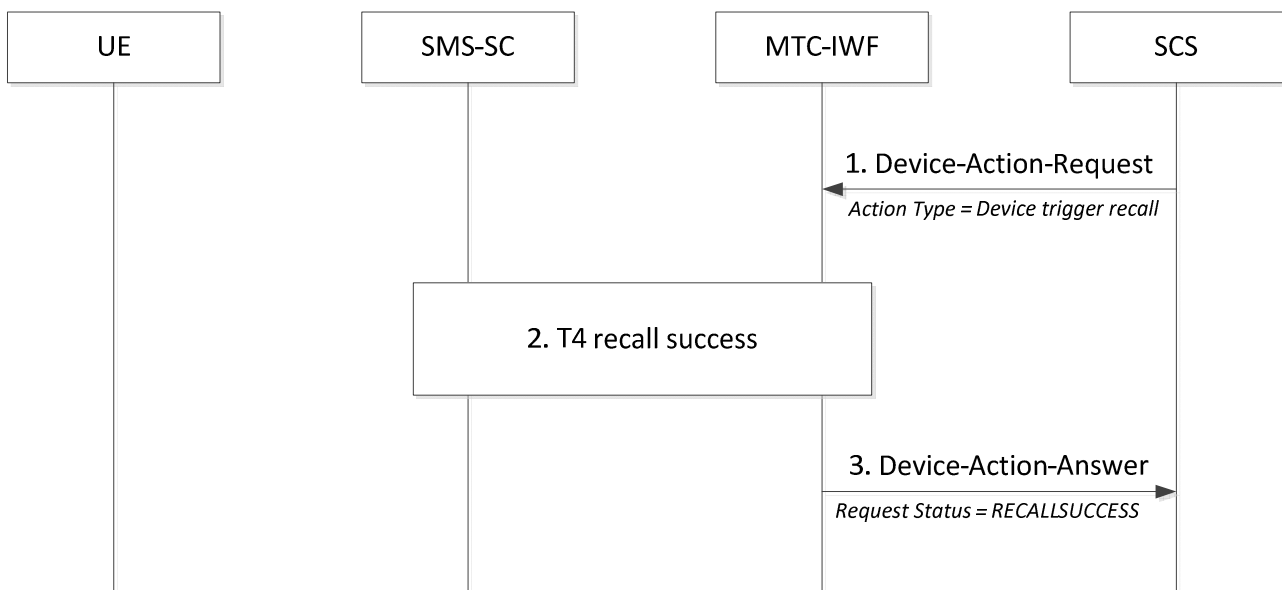 UE
SMS-SC
MTC-IWF
SCS
1. Device-Action-Request
Action Type = Device trigger recall
2. T4 recall success
3. Device-Action-Answer
Request Status = RECALLSUCCESS